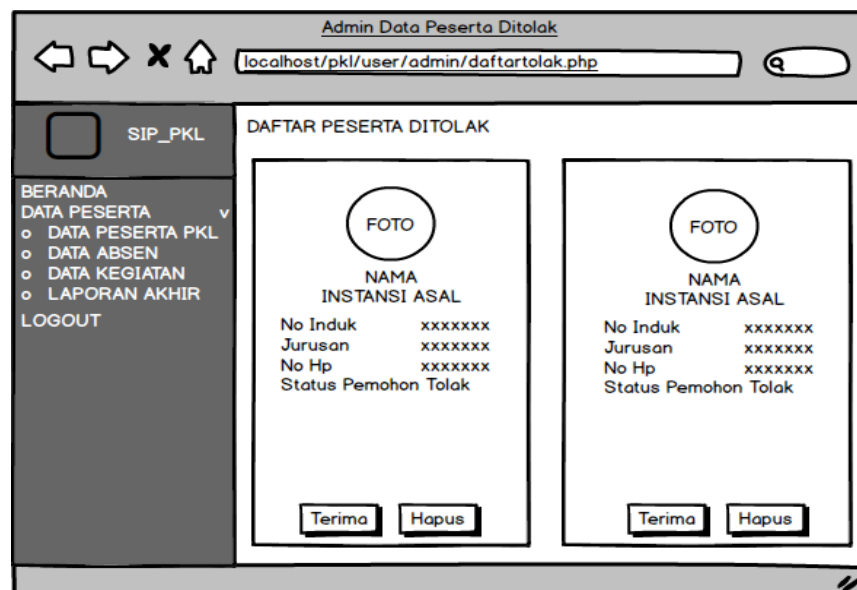 Admin Data Peserta Ditolak
localhost/pkl/user/admin/daftartolak.php
SIP_PKL
BERANDA
DATA PESERTA v
o DATA PESERTA PKL
o DATA ABSEN
o DATA KEGIATAN
o LAPORAN AKHIR
LOGOUT
DAFTAR PESERTA DITOLAK
FOTO
NAMA
INSTANSI ASAL
No Induk xxxxxxx
Jurusan xxxxxxx
No Hp xxxxxxx
Status Pemohon Tolak
Terima Hapus
FOTO
NAMA
INSTANSI ASAL
No Induk xxxxxxx
Jurusan xxxxxxx
No Hp xxxxxxx
Status Pemohon Tolak
Terima Hapus